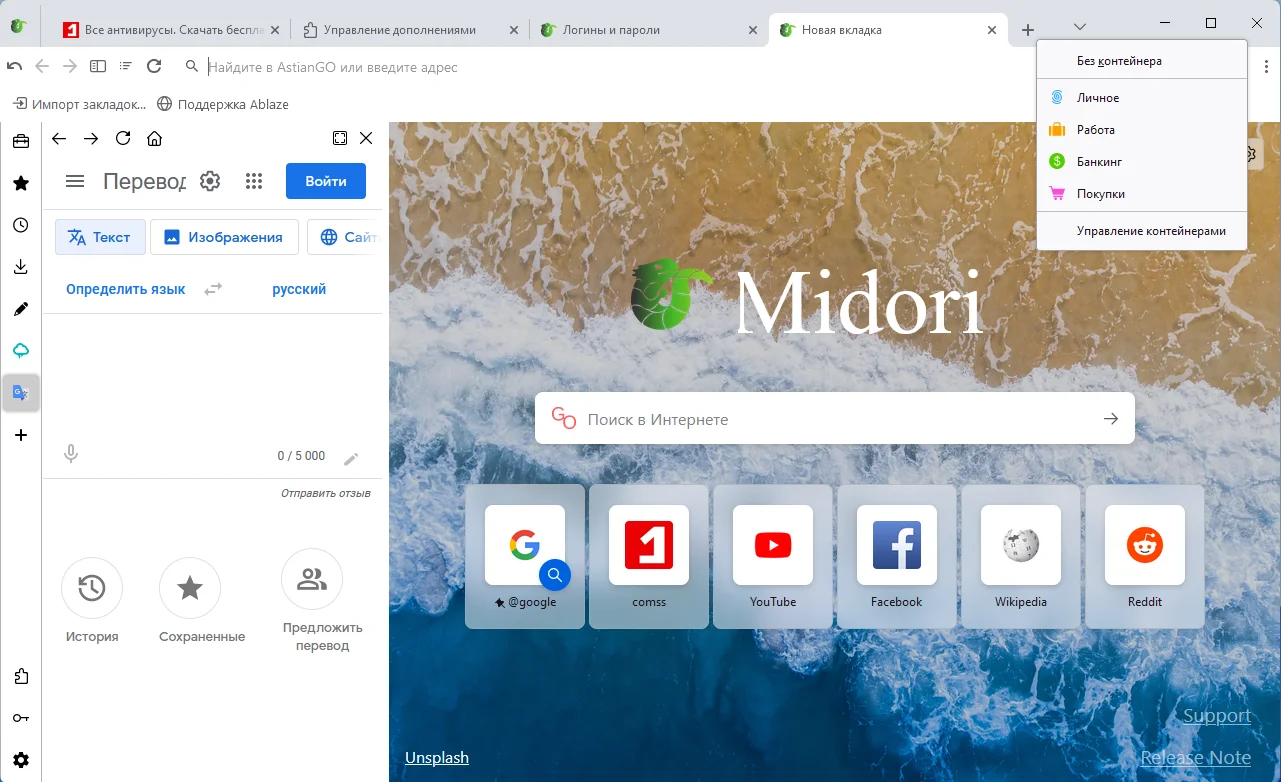 Все антивирусы. Скачать беспла
Управление дополнениями
Логины и пароли
Новая вкладка
Найдите в AstianGO или введите адрес
Импорт закладок...
Поддержка Ablaze
Без контейнера
Личное
Работа
Банкинг
Покупки
Управление контейнерами
Перевод
Войти
Текст
Изображения
Сайт
Определить язык
русский
0 / 5 000
Отправить отзыв
История
Сохраненные
Предложить
перевод
Midori
GO
Поиск в Интернете
@google
comss
YouTube
Facebook
Wikipedia
Reddit
Support
Unsplash
Release Note